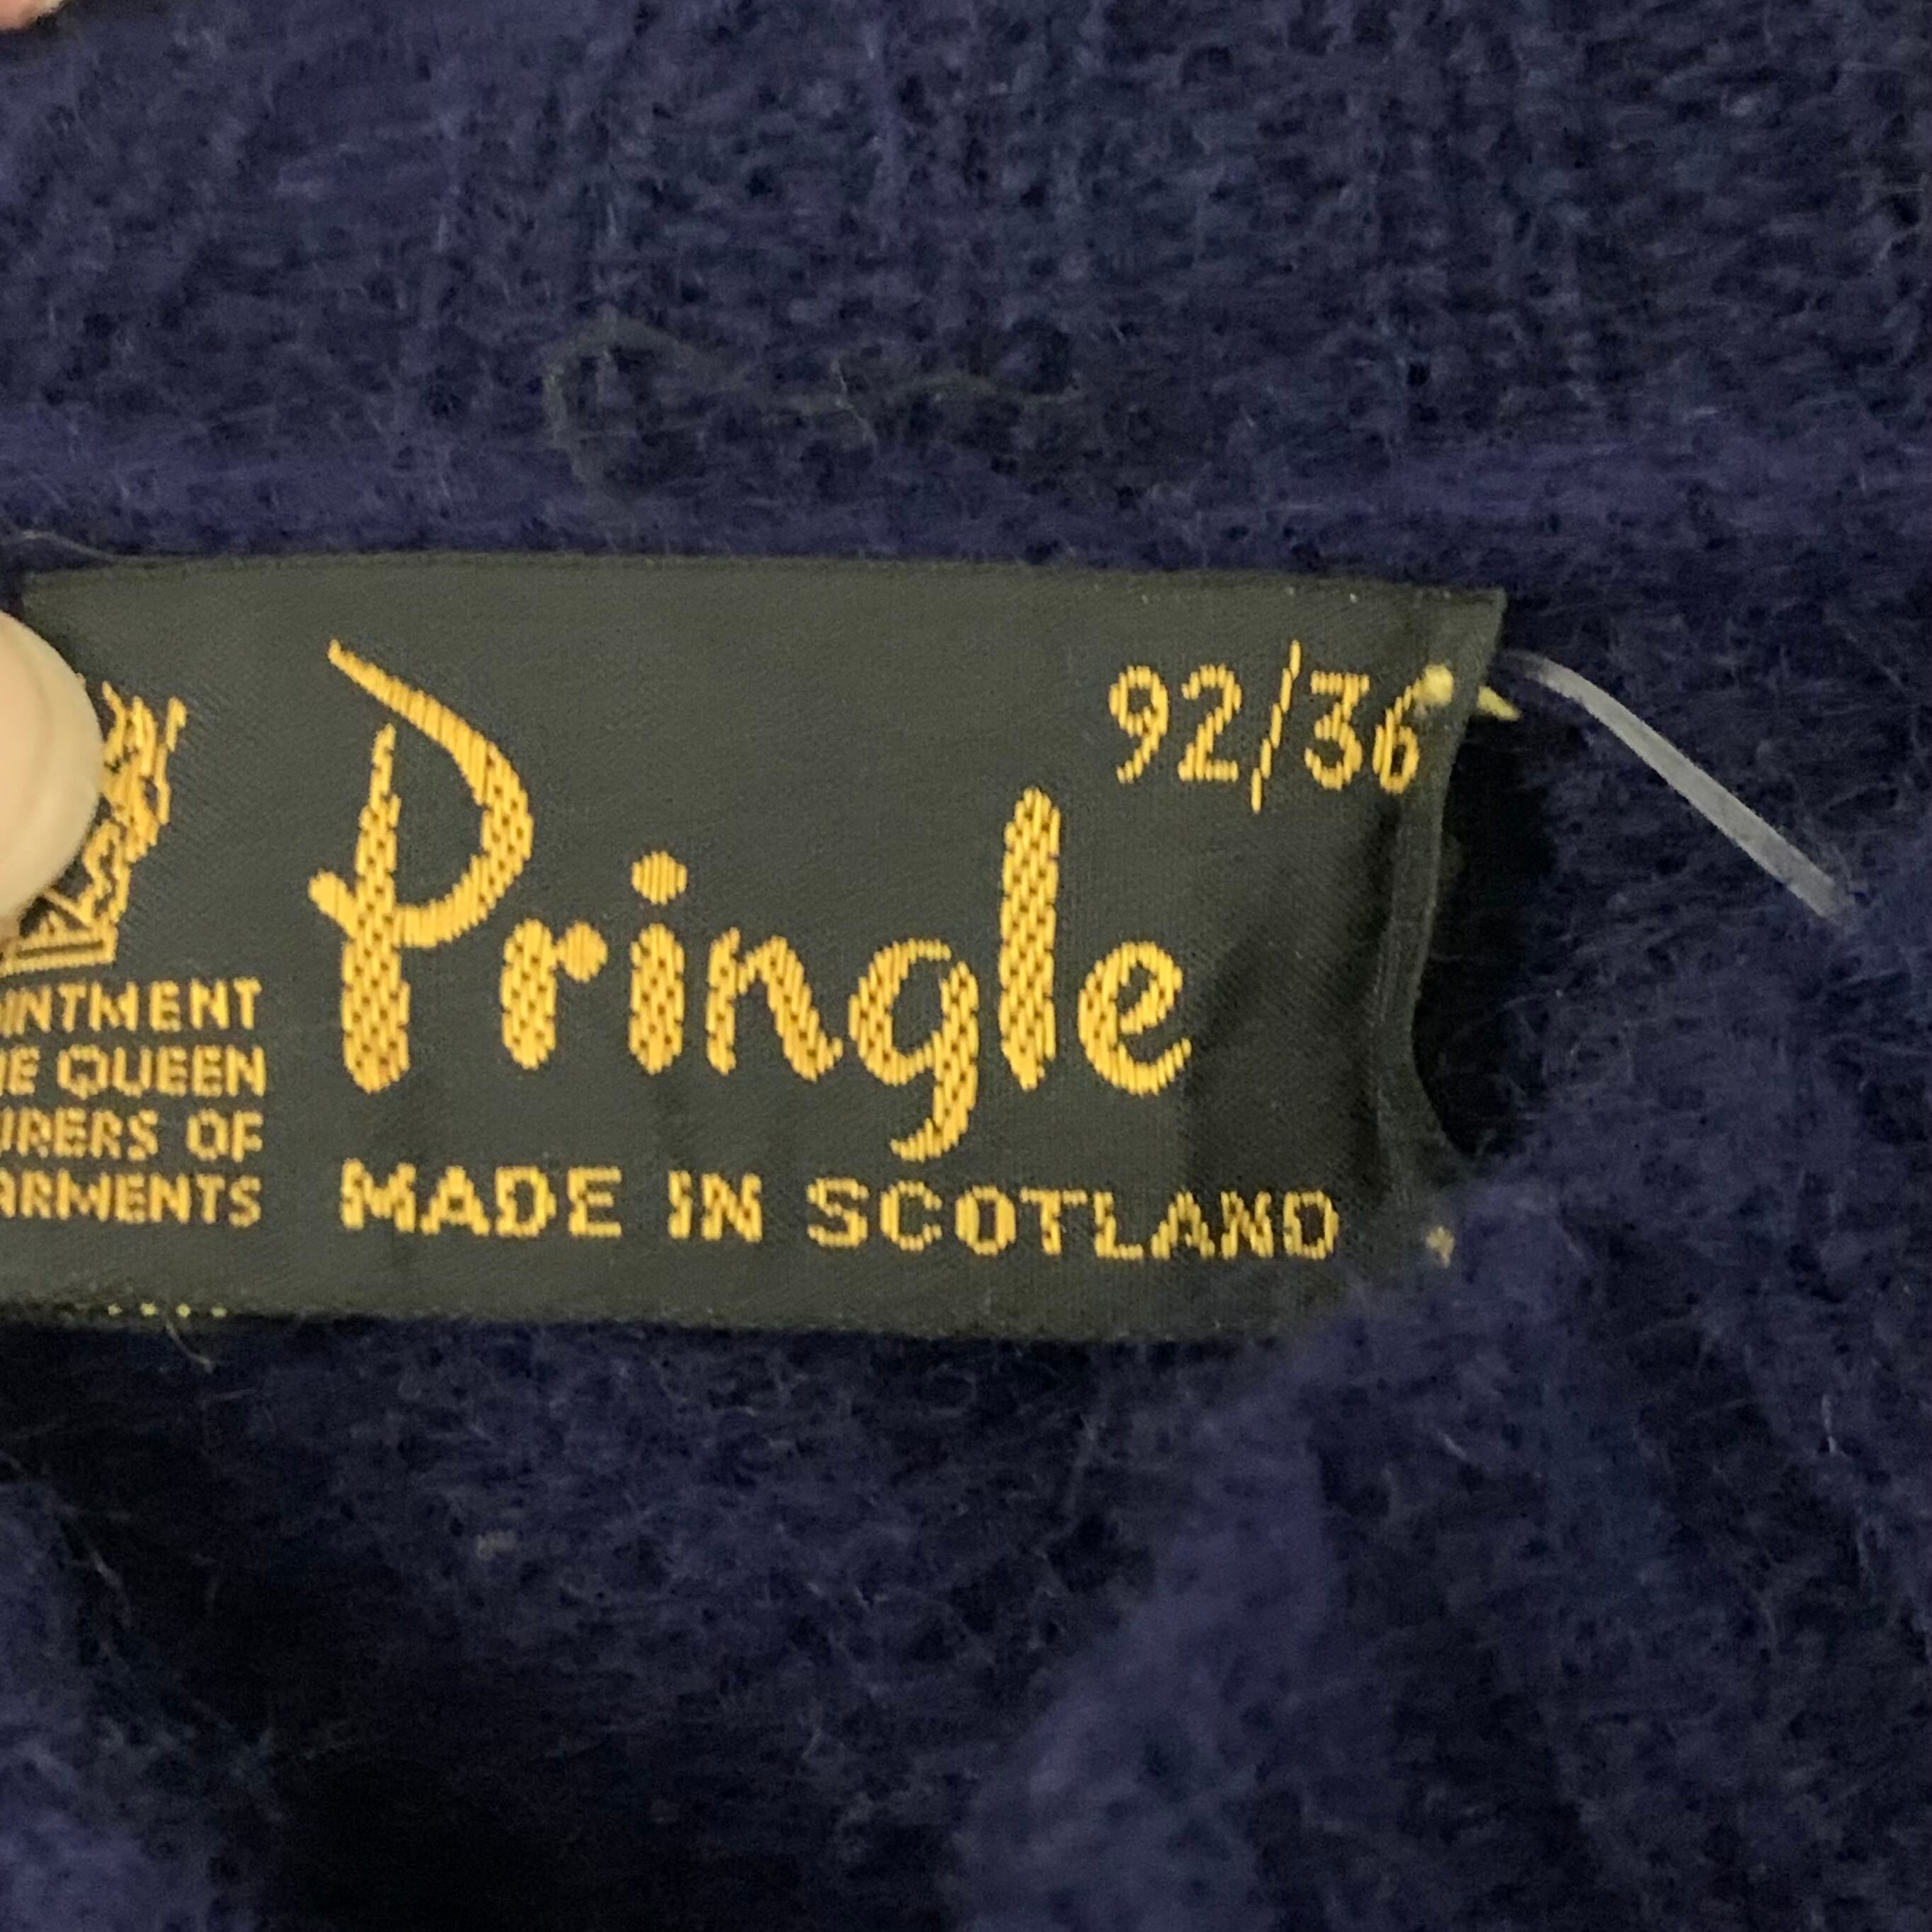 92/36
Pringle
MADE IN SCOTLAND
INTMENT
E QUEEN
URERS OF
ARMENTS